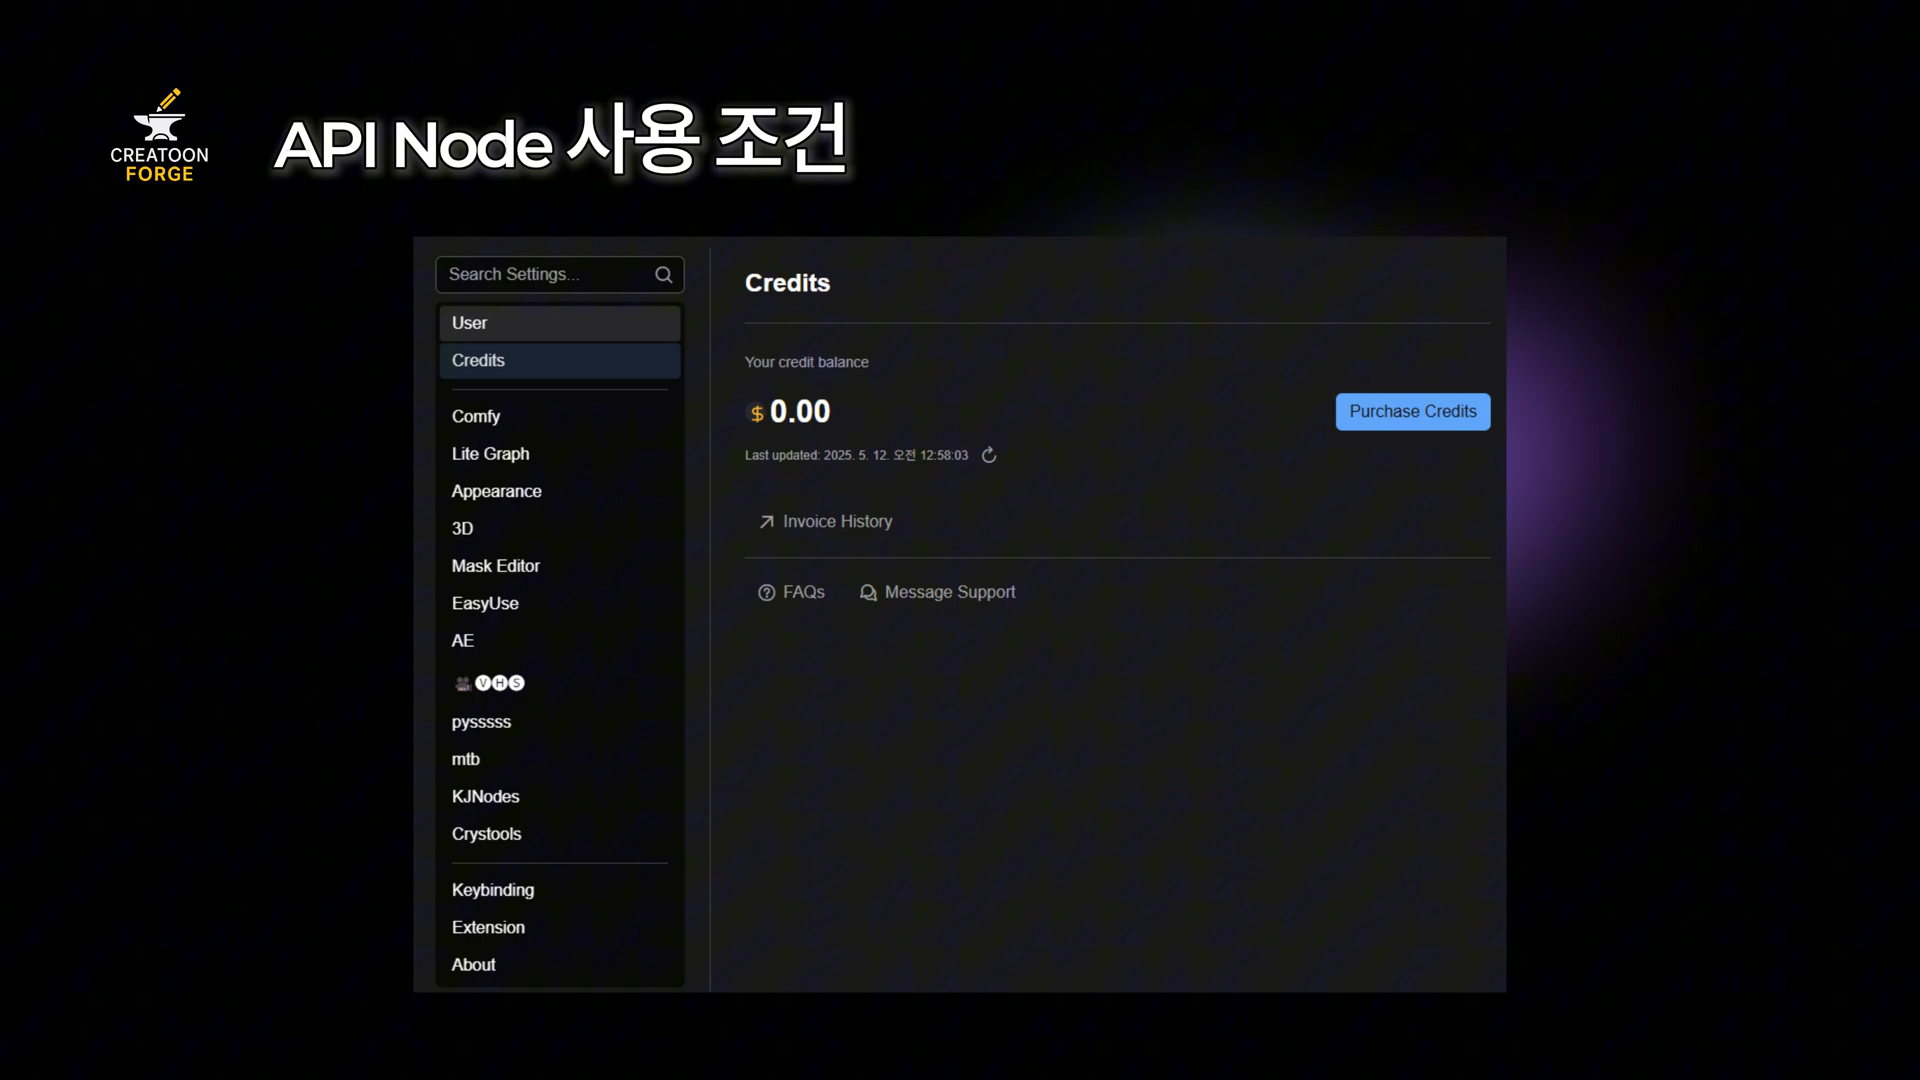 CREATOON
FORGE
API Node 사용 조건
Search Settings...
User
Credits
Comfy
Lite Graph
Appearance
3D
Mask Editor
EasyUse
AE
🎥🅥🅗🅢
pysssss
mtb
KJNodes
Crystools
Keybinding
Extension
About
Credits
Your credit balance
$ 0.00
Purchase Credits
Last updated: 2025. 5. 12. 오전 12:58:03
Invoice History
FAQs
Message Support